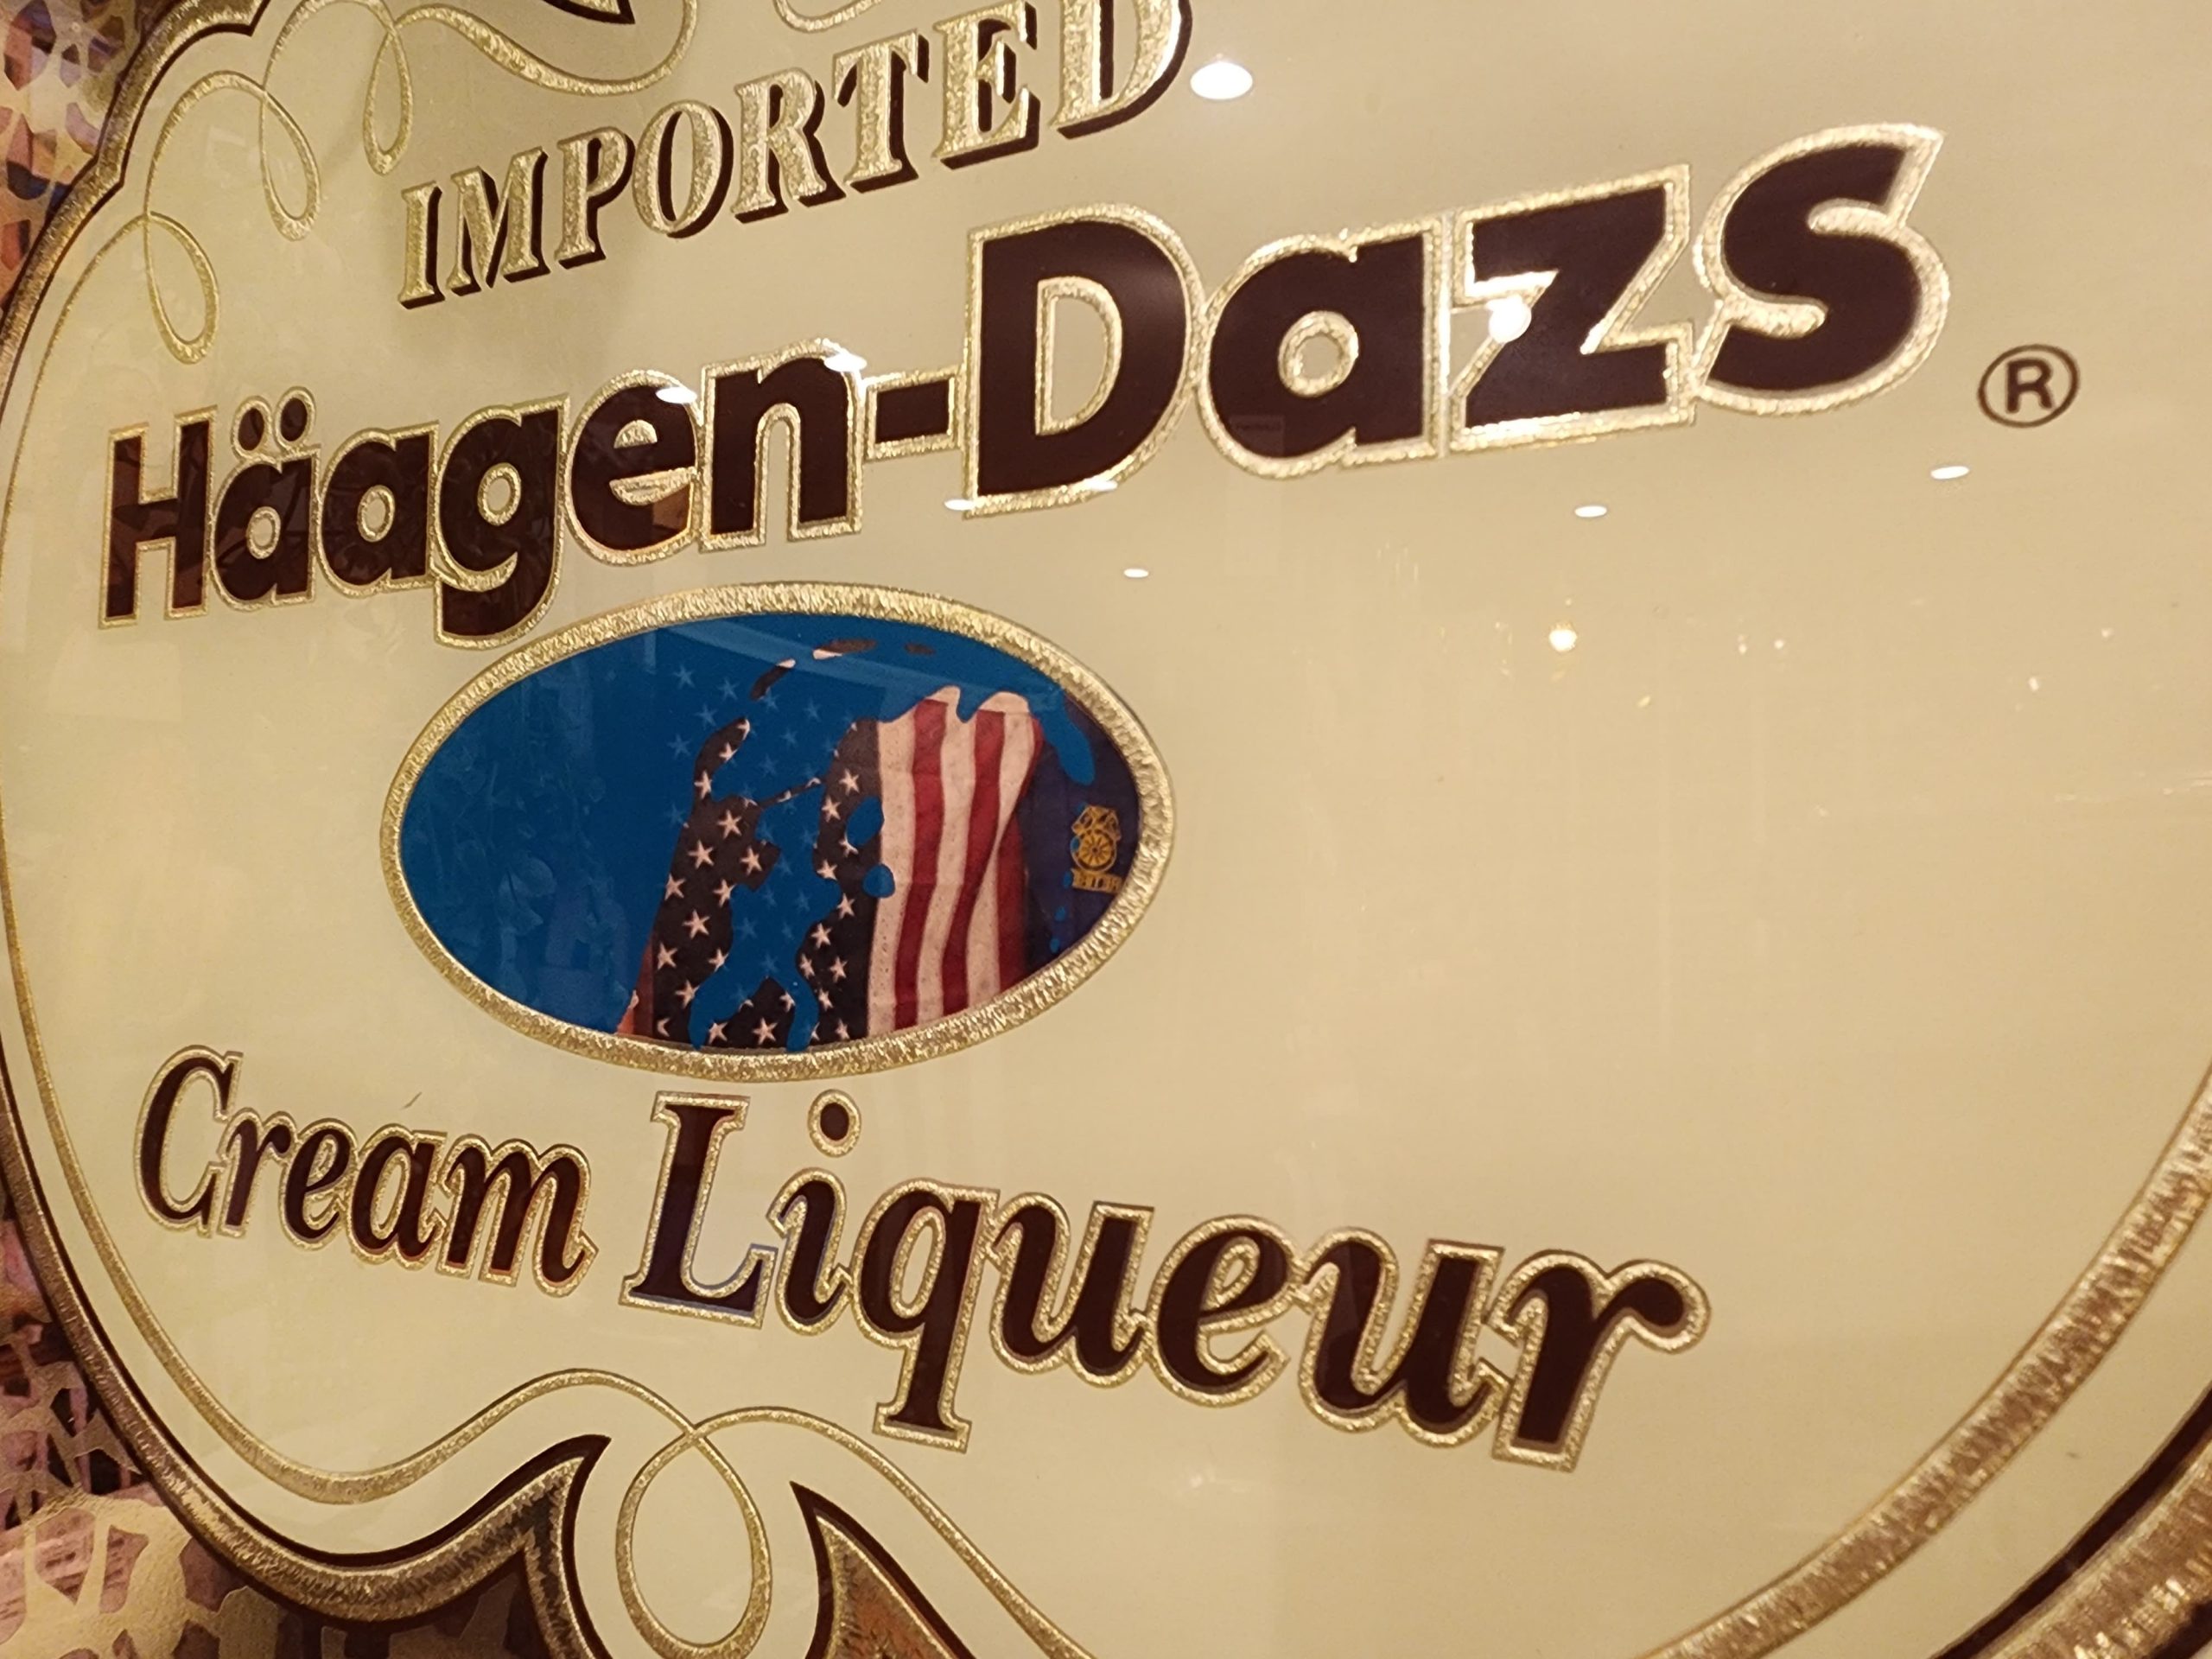 IMPORTED
Häagen-Dazs ®
Cream Liqueur